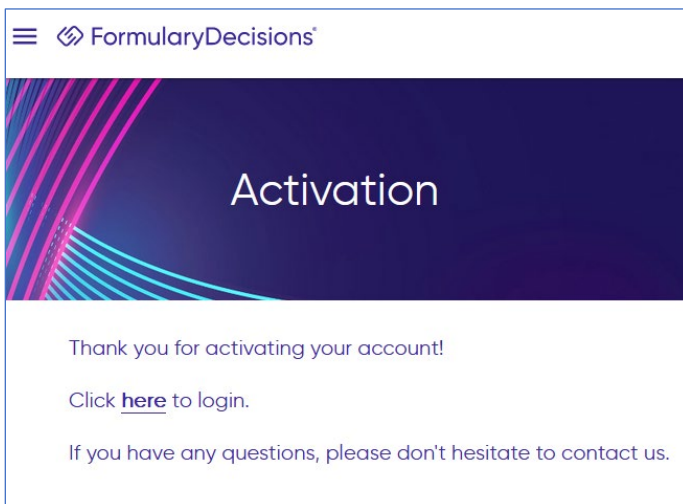 FormularyDecisions®
Activation
Thank you for activating your account!
Click here to login.
If you have any questions, please don't hesitate to contact us.